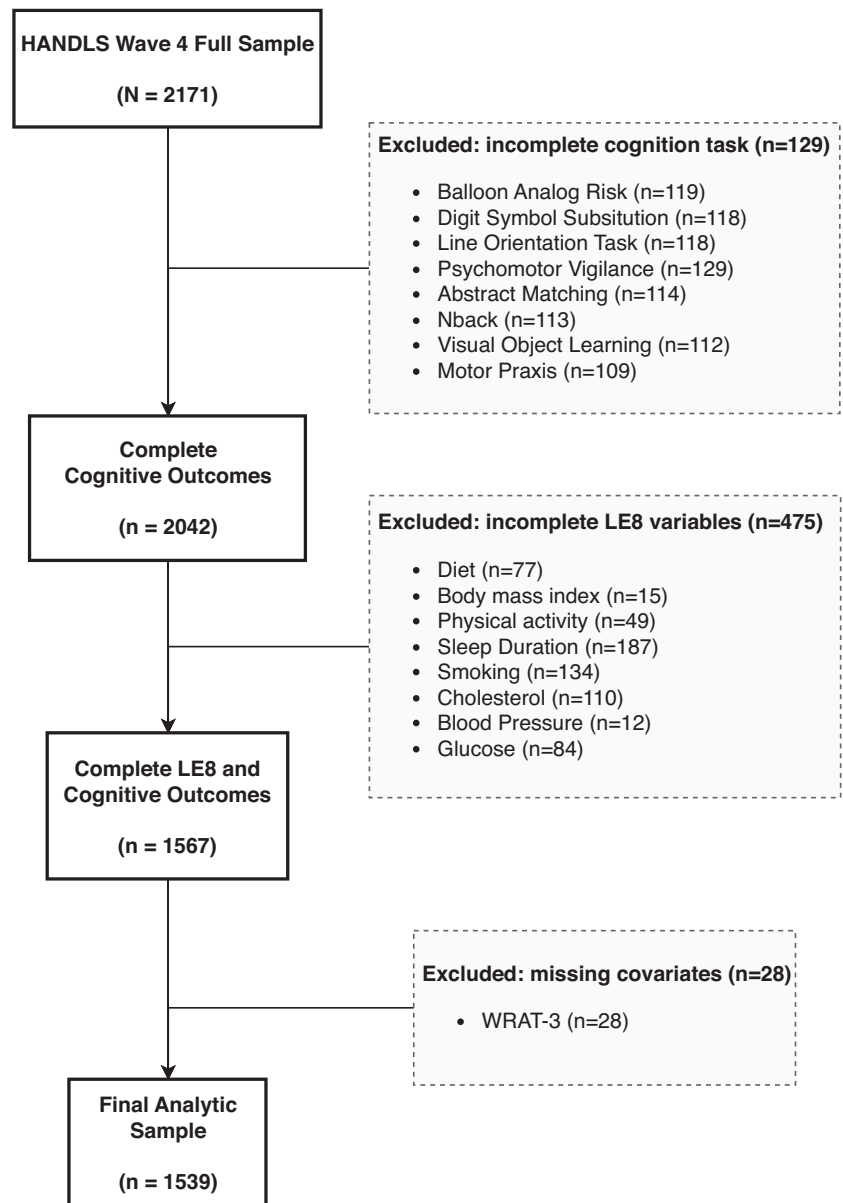 HANDLS Wave 4 Full Sample
(N = 2171)
Excluded: incomplete cognition task (n=129)
• Balloon Analog Risk (n=119)
• Digit Symbol Subsitution (n=118)
• Line Orientation Task (n=118)
• Psychomotor Vigilance (n=129)
• Abstract Matching (n=114)
• Nback (n=113)
• Visual Object Learning (n=112)
• Motor Praxis (n=109)
Complete
Cognitive Outcomes
(n = 2042)
Excluded: incomplete LE8 variables (n=475)
• Diet (n=77)
• Body mass index (n=15)
• Physical activity (n=49)
• Sleep Duration (n=187)
• Smoking (n=134)
• Cholesterol (n=110)
• Blood Pressure (n=12)
• Glucose (n=84)
Complete LE8 and
Cognitive Outcomes
(n = 1567)
Excluded: missing covariates (n=28)
• WRAT-3 (n=28)
Final Analytic
Sample
(n = 1539)